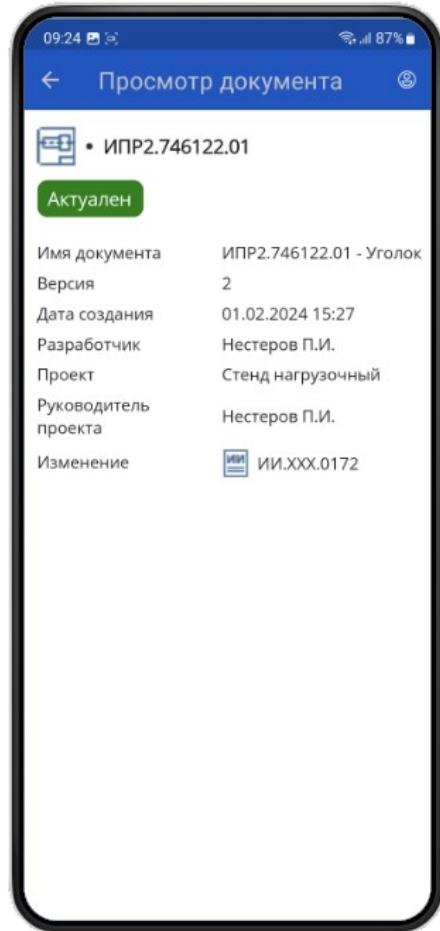 09:24 87%
Просмотр документа
• ИПР2.746122.01
Актуален
Имя документа ИПР2.746122.01 - Уголок
Версия 2
Дата создания 01.02.2024 15:27
Разработчик Нестеров П.И.
Проект Стенд нагрузочный
Руководитель
проекта Нестеров П.И.
Изменение ИИ ИИ.XXX.0172